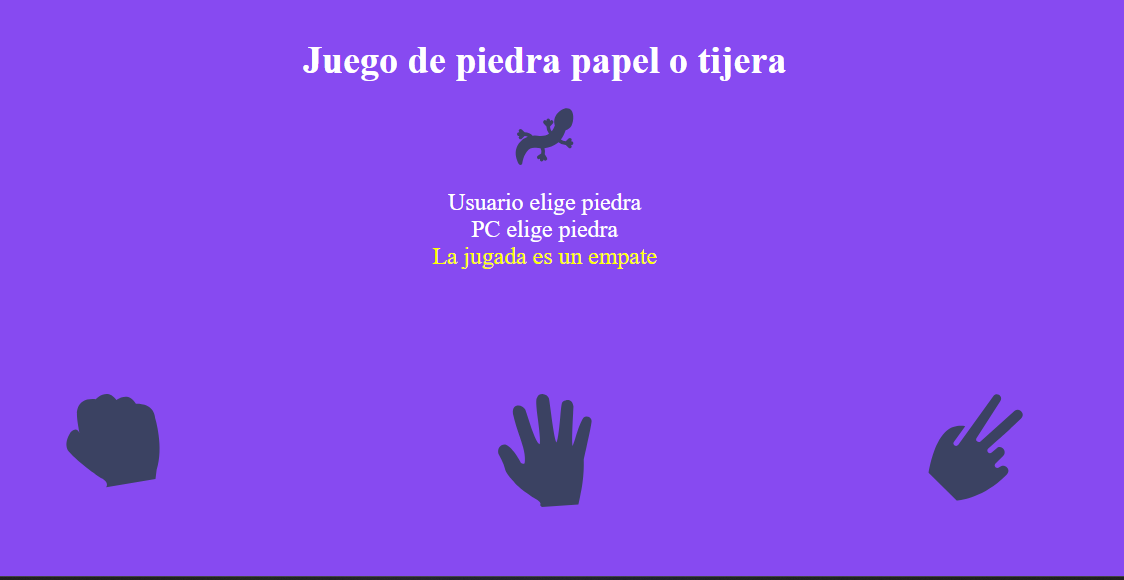 Juego de piedra papel o tijera
Usuario elige piedra
PC elige piedra
La jugada es un empate